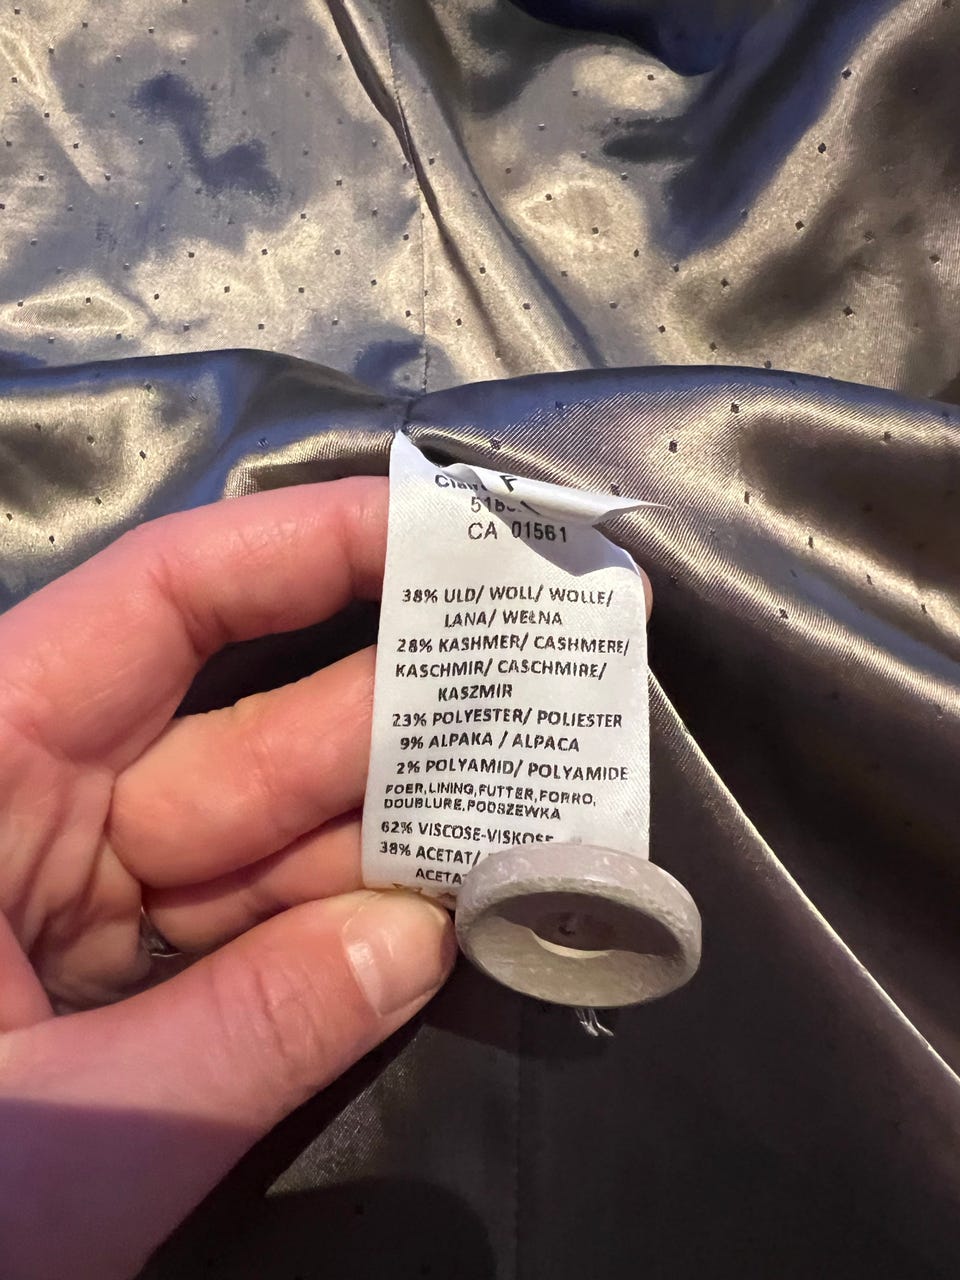 F
CA 01561
38% ULD/ WOLL/ WOLLE/
LANA/ WEŁNA
28% KASHMER/ CASHMERE/
KASCHMIR/ CASCHMIRE/
KASZMIR
23% POLYESTER/ POLIESTER
9% ALPAKA / ALPACA
2% POLYAMID/ POLYAMIDE
FOER,LINING,FUTTER,FORRO,
DOUBLURE,PODSZEWKA
62% VISCOSE-VISKOSE
38% ACETAT/